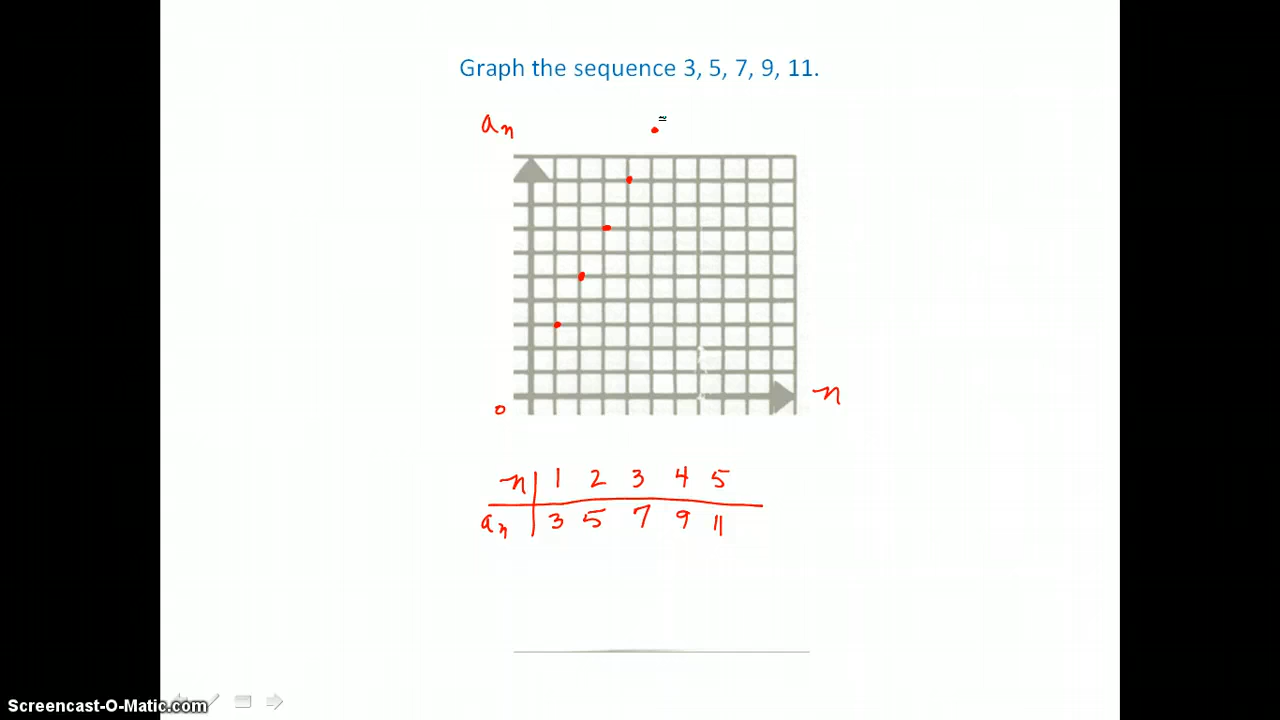 Graph the sequence 3, 5, 7, 9, 11.
aₙ
n
0
n 1 2 3 4 5
aₙ 3 5 7 9 11
Screencast-O-Matic.com